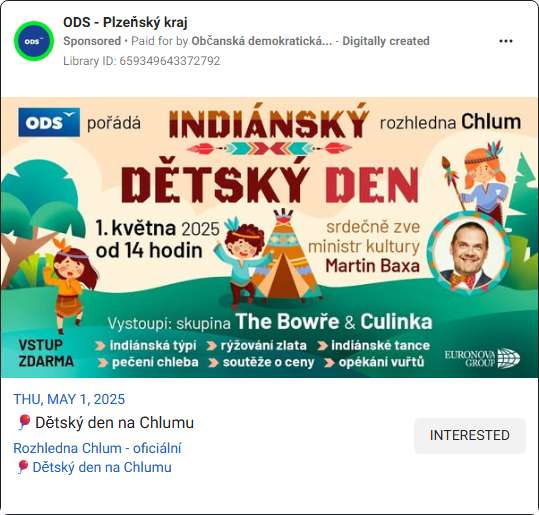 ODS - Plzeňský kraj
Sponsored • Paid for by Občanská demokratická... - Digitally created
Library ID: 659349643372792
ODS
ODS pořádá INDIÁNSKÝ rozhledna Chlum
DĚTSKÝ DEN
1. května 2025
od 14 hodin
srdečně zve
ministr kultury
Martin Baxa
Vystoupí: skupina The Bowře & Culinka
VSTUP
ZDARMA
indiánská týpí rýžování zlata indiánské tance
pečení chleba soutěže o ceny opékání vuřtů
EURONOVA
GROUP
THU, MAY 1, 2025
🎈Dětský den na Chlumu
Rozhledna Chlum - oficiální
🎈Dětský den na Chlumu
INTERESTED